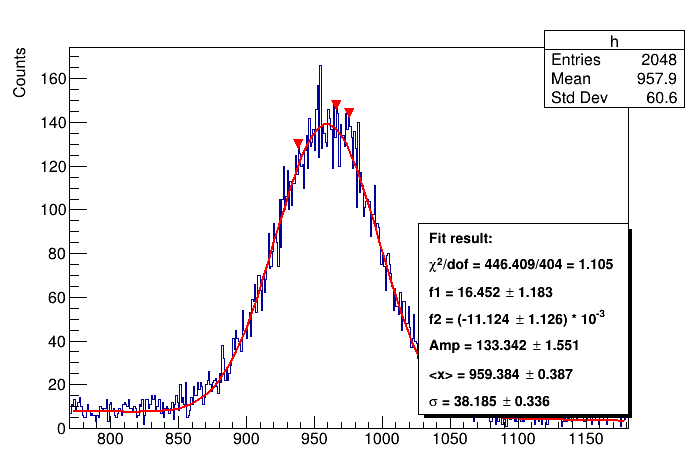 h
Entries 2048
Mean 957.9
Std Dev 60.6
Counts
160
140
120
100
80
60
40
20
0
Fit result:
χ²/dof = 446.409/404 = 1.105
f1 = 16.452 ± 1.183
f2 = (-11.124 ± 1.126) * 10⁻³
Amp = 133.342 ± 1.551
<x> = 959.384 ± 0.387
σ = 38.185 ± 0.336
800 850 900 950 1000 1050 1100 1150